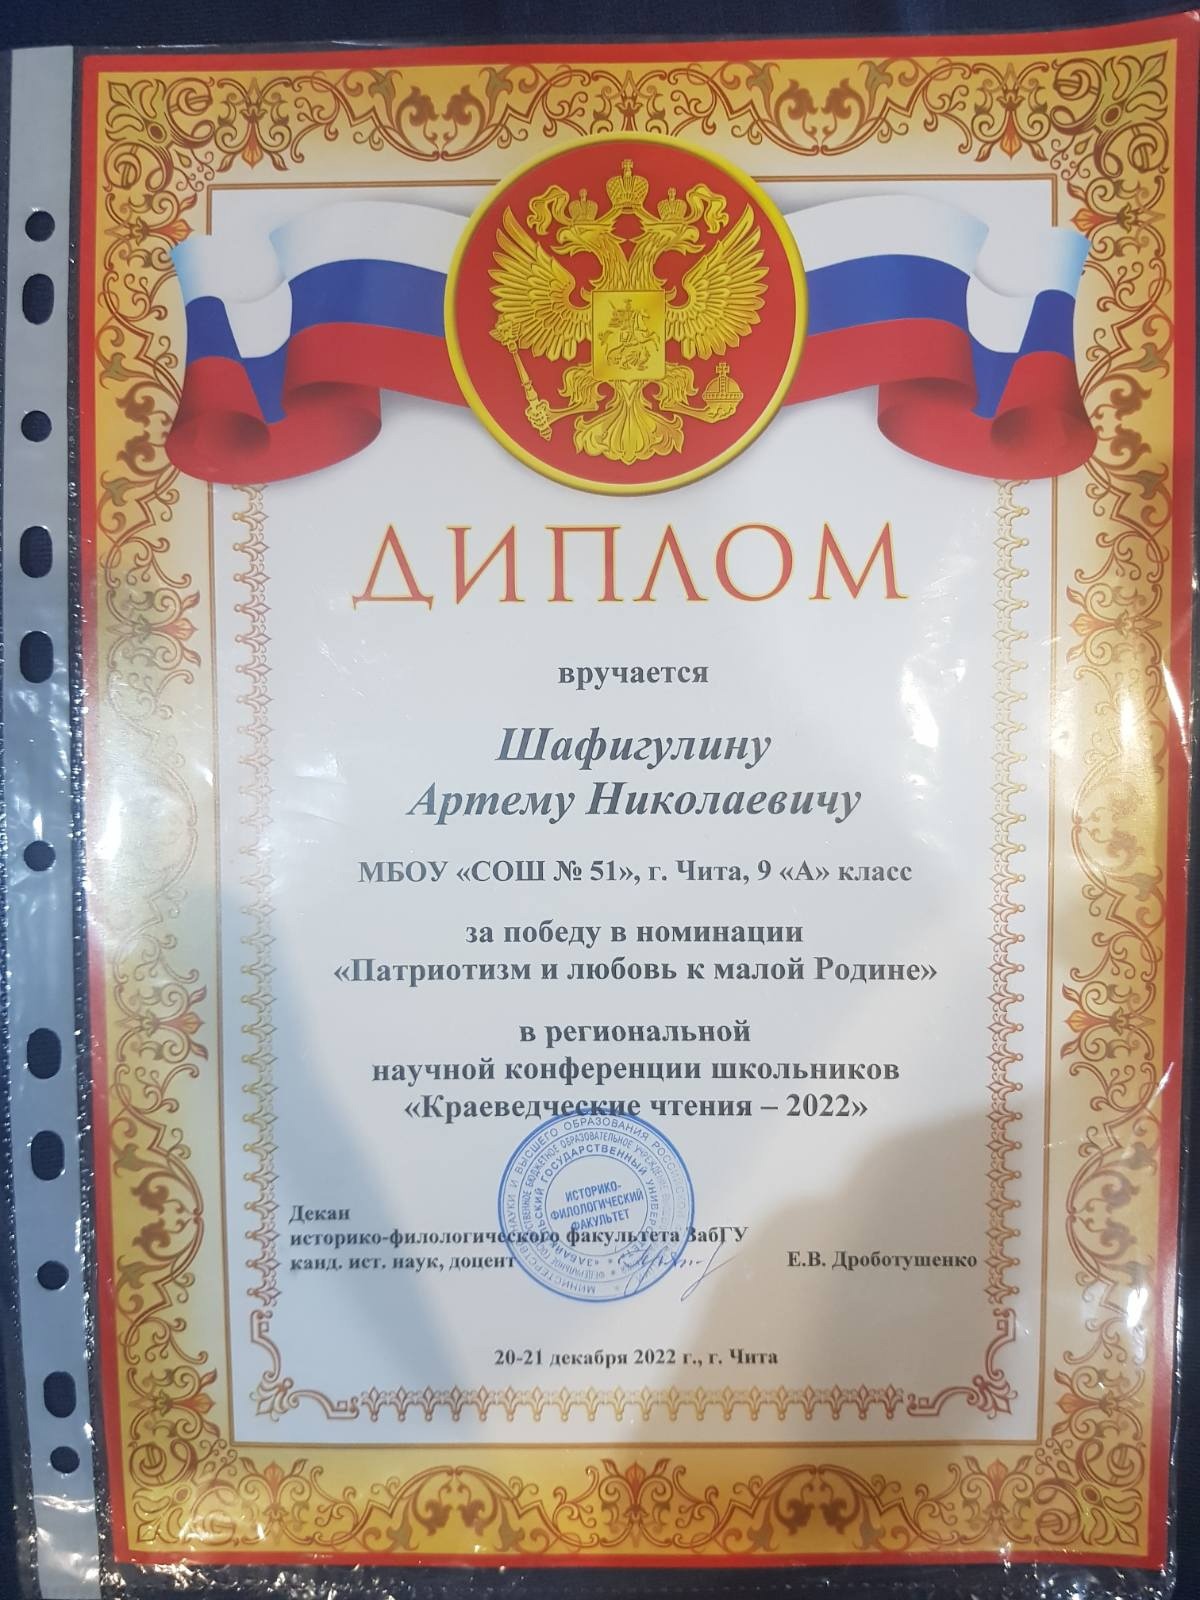 ДИПЛОМ
вручается
Шафигулину
Артему Николаевичу
МБОУ «СОШ № 51», г. Чита, 9 «А» класс
за победу в номинации
«Патриотизм и любовь к малой Родине»
в региональной
научной конференции школьников
«Краеведческие чтения – 2022»
ИСТОРИКО-
ФИЛОЛОГИЧЕСКИЙ
ФАКУЛЬТЕТ
Декан
историко-филологического факультета ЗабГУ
канд. ист. наук, доцент
Е.В. Дроботушенко
20-21 декабря 2022 г., г. Чита